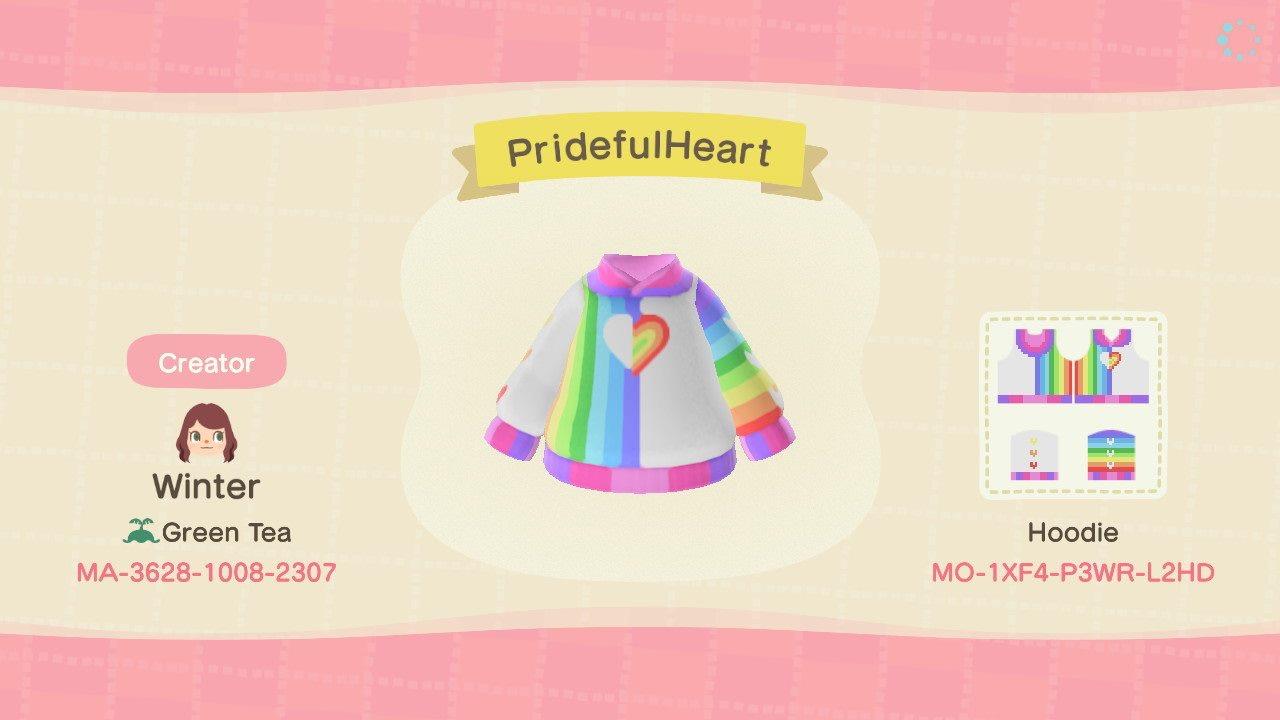 PridefulHeart
Creator
Winter
Green Tea
MA-3628-1008-2307
Hoodie
MO-1XF4-P3WR-L2HD